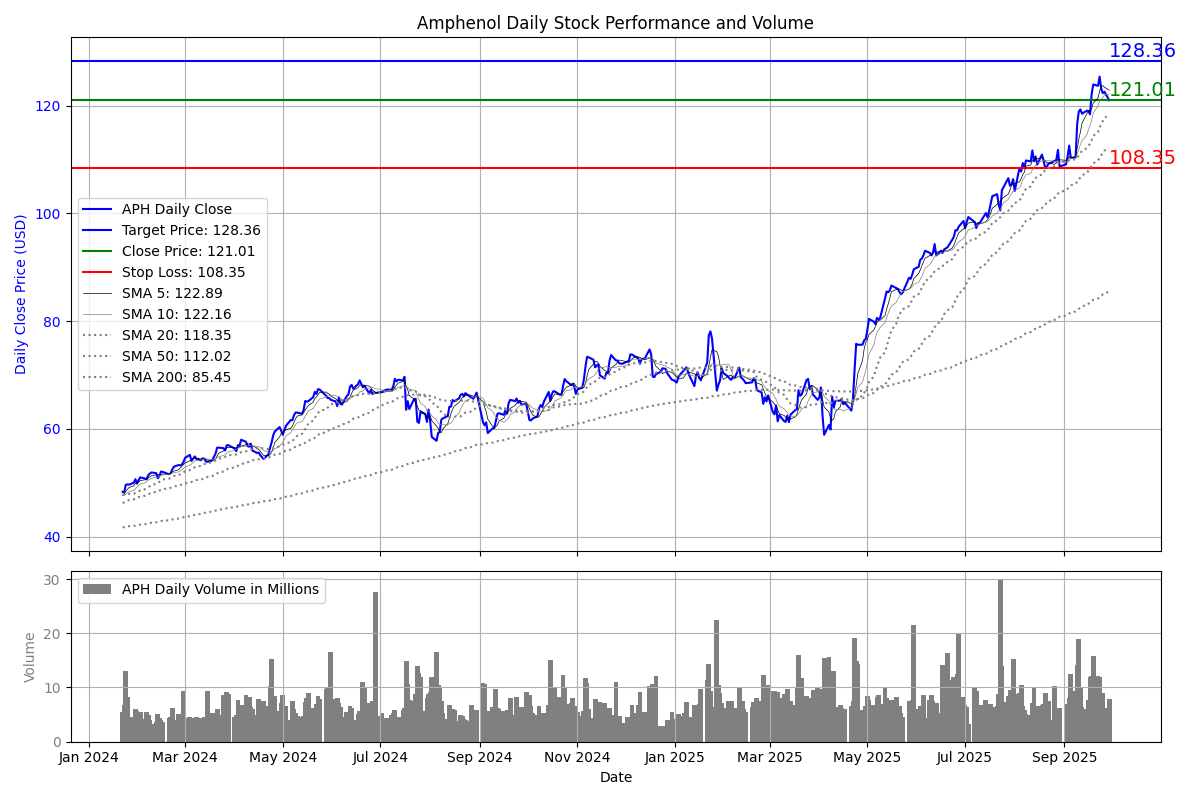 Amphenol Daily Stock Performance and Volume
128.36
121.01
108.35
120
100
80
60
40
Daily Close Price (USD)
APH Daily Close
Target Price: 128.36
Close Price: 121.01
Stop Loss: 108.35
SMA 5: 122.89
SMA 10: 122.16
SMA 20: 118.35
SMA 50: 112.02
SMA 200: 85.45
30
20
10
0
Volume
APH Daily Volume in Millions
Jan 2024 Mar 2024 May 2024 Jul 2024 Sep 2024 Nov 2024 Jan 2025 Mar 2025 May 2025 Jul 2025 Sep 2025
Date